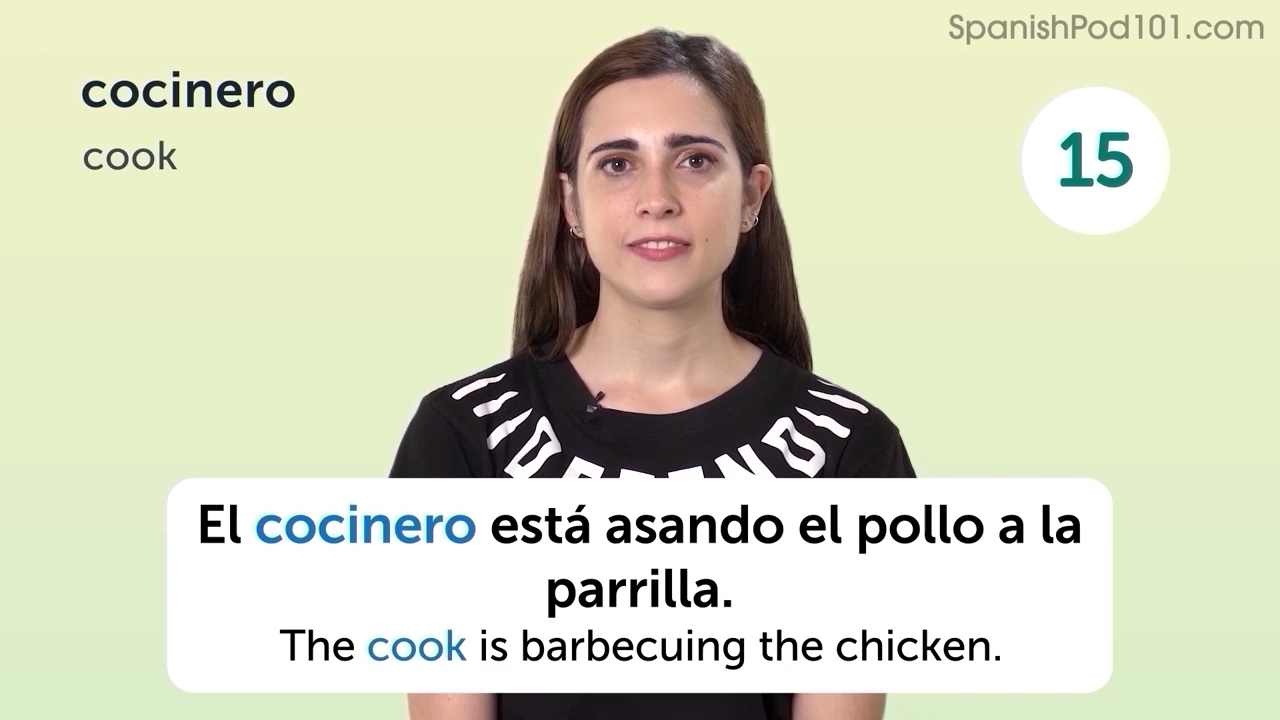 SpanishPod101.com
cocinero
cook
15
El cocinero está asando el pollo a la
parrilla.
The cook is barbecuing the chicken.